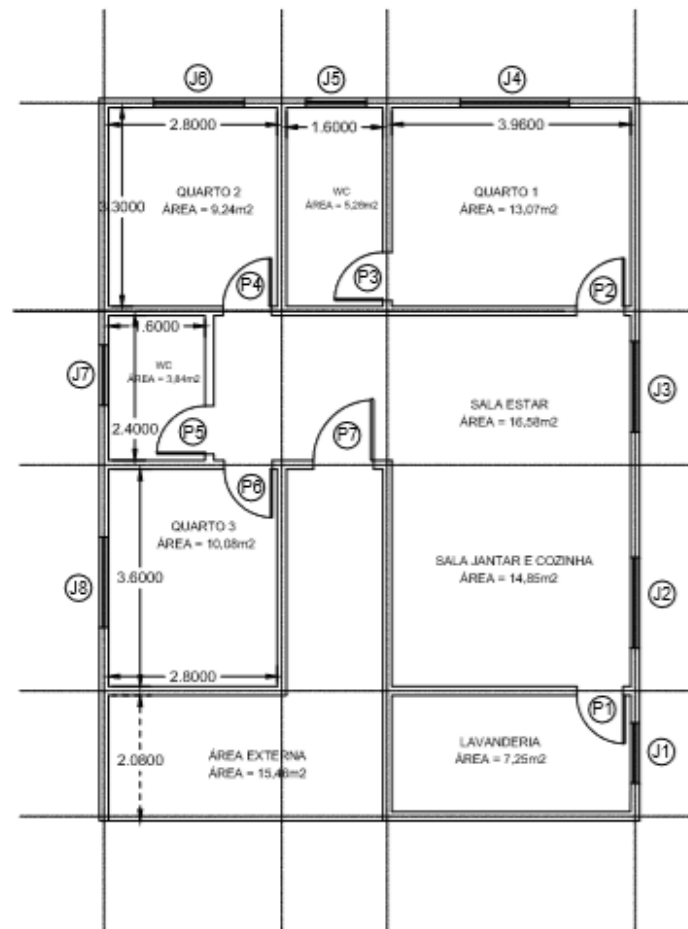 J6
J5
J4
2.8000
1.6000
3.9600
QUARTO 2
ÁREA = 9,24m2
WC
ÁREA = 5,28m2
QUARTO 1
ÁREA = 13,07m2
3.3000
P4
P3
P2
1.6000
J7
WC
ÁREA = 3,84m2
J3
SALA ESTAR
ÁREA = 16,58m2
2.4000
P5
P7
P6
QUARTO 3
ÁREA = 10,08m2
SALA JANTAR E COZINHA
ÁREA = 14,85m2
J8
3.6000
J2
2.8000
P1
2.0800
ÁREA EXTERNA
ÁREA = 15,46m2
LAVANDERIA
ÁREA = 7,25m2
J1